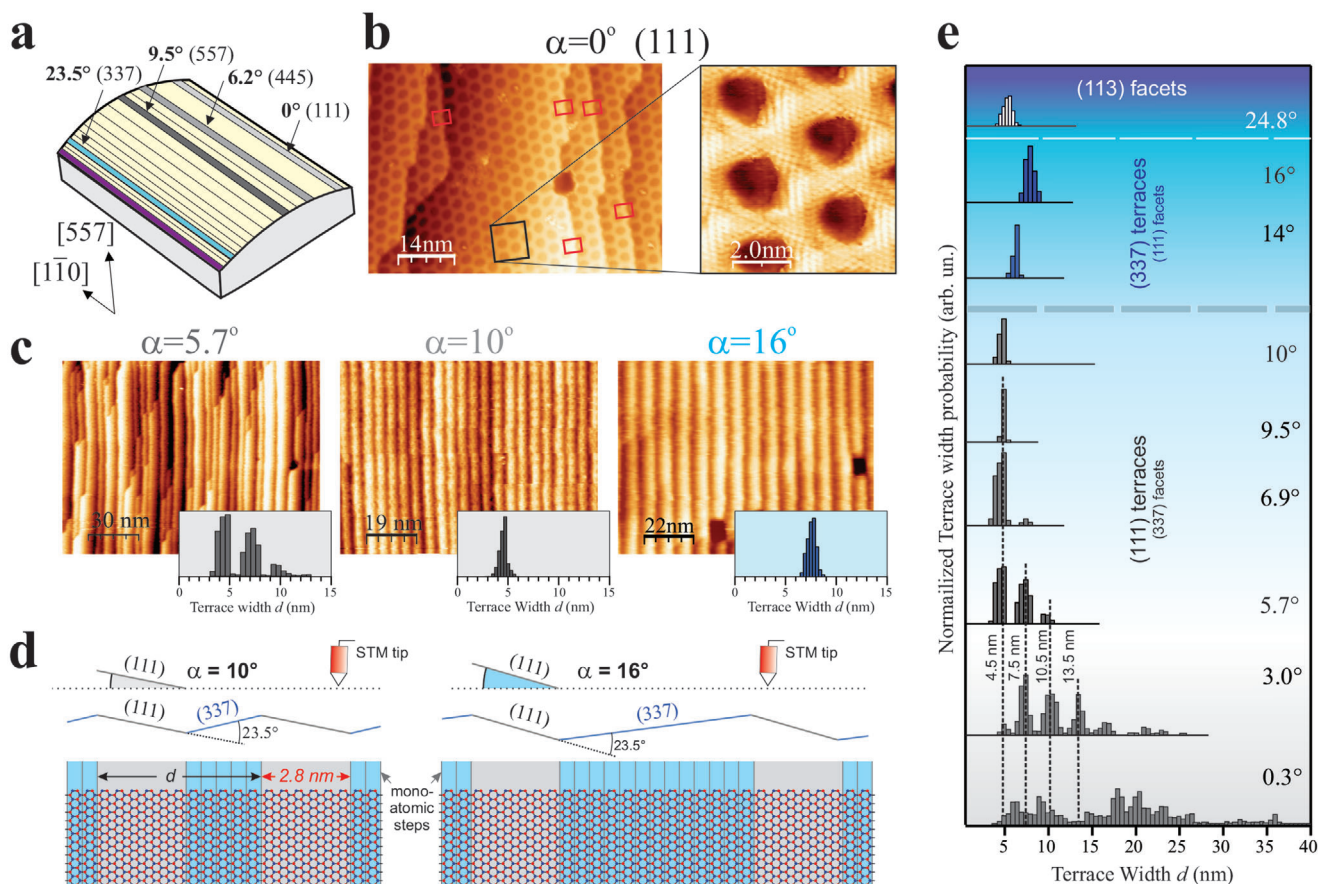 a
23.5° (337)
9.5° (557)
6.2° (445)
0° (111)
[557]
[11̅0]
b
α=0° (111)
14nm
2.0nm
c
α=5.7°
α=10°
α=16°
30 nm
19 nm
22nm
0 5 10 15
Terrace width d (nm)
0 5 10 15
Terrace Width d (nm)
0 5 10 15
Terrace Width d (nm)
d
(111)
α = 10°
STM tip
(111)
(337)
23.5°
d
2.8 nm
mono-
atomic
steps
(111)
α = 16°
STM tip
(111)
(337)
23.5°
e
Normailized Terrace width probability (arb. un.)
(113) facets
24.8°
16°
(337) terraces
(111) facets
14°
10°
9.5°
(111) terraces
(337) facets
6.9°
5.7°
4.5 nm
7.5 nm
10.5 nm
13.5 nm
3.0°
0.3°
5 10 15 20 25 30 35 40
Terrace Width d (nm)